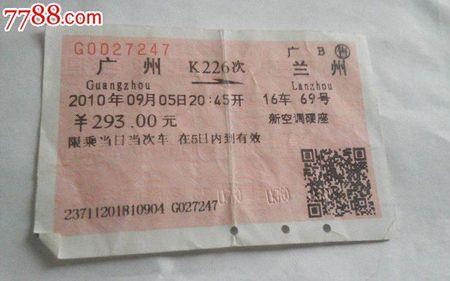 7788.com
G0027247
广 B 售
广州 K226次 兰州
Guangzhou Lanzhou
2010年09月05日20:45开 16车 69号
￥293.00元 新空调硬座
限乘当日当次车 在5日内到有效
23711201810904 G027247